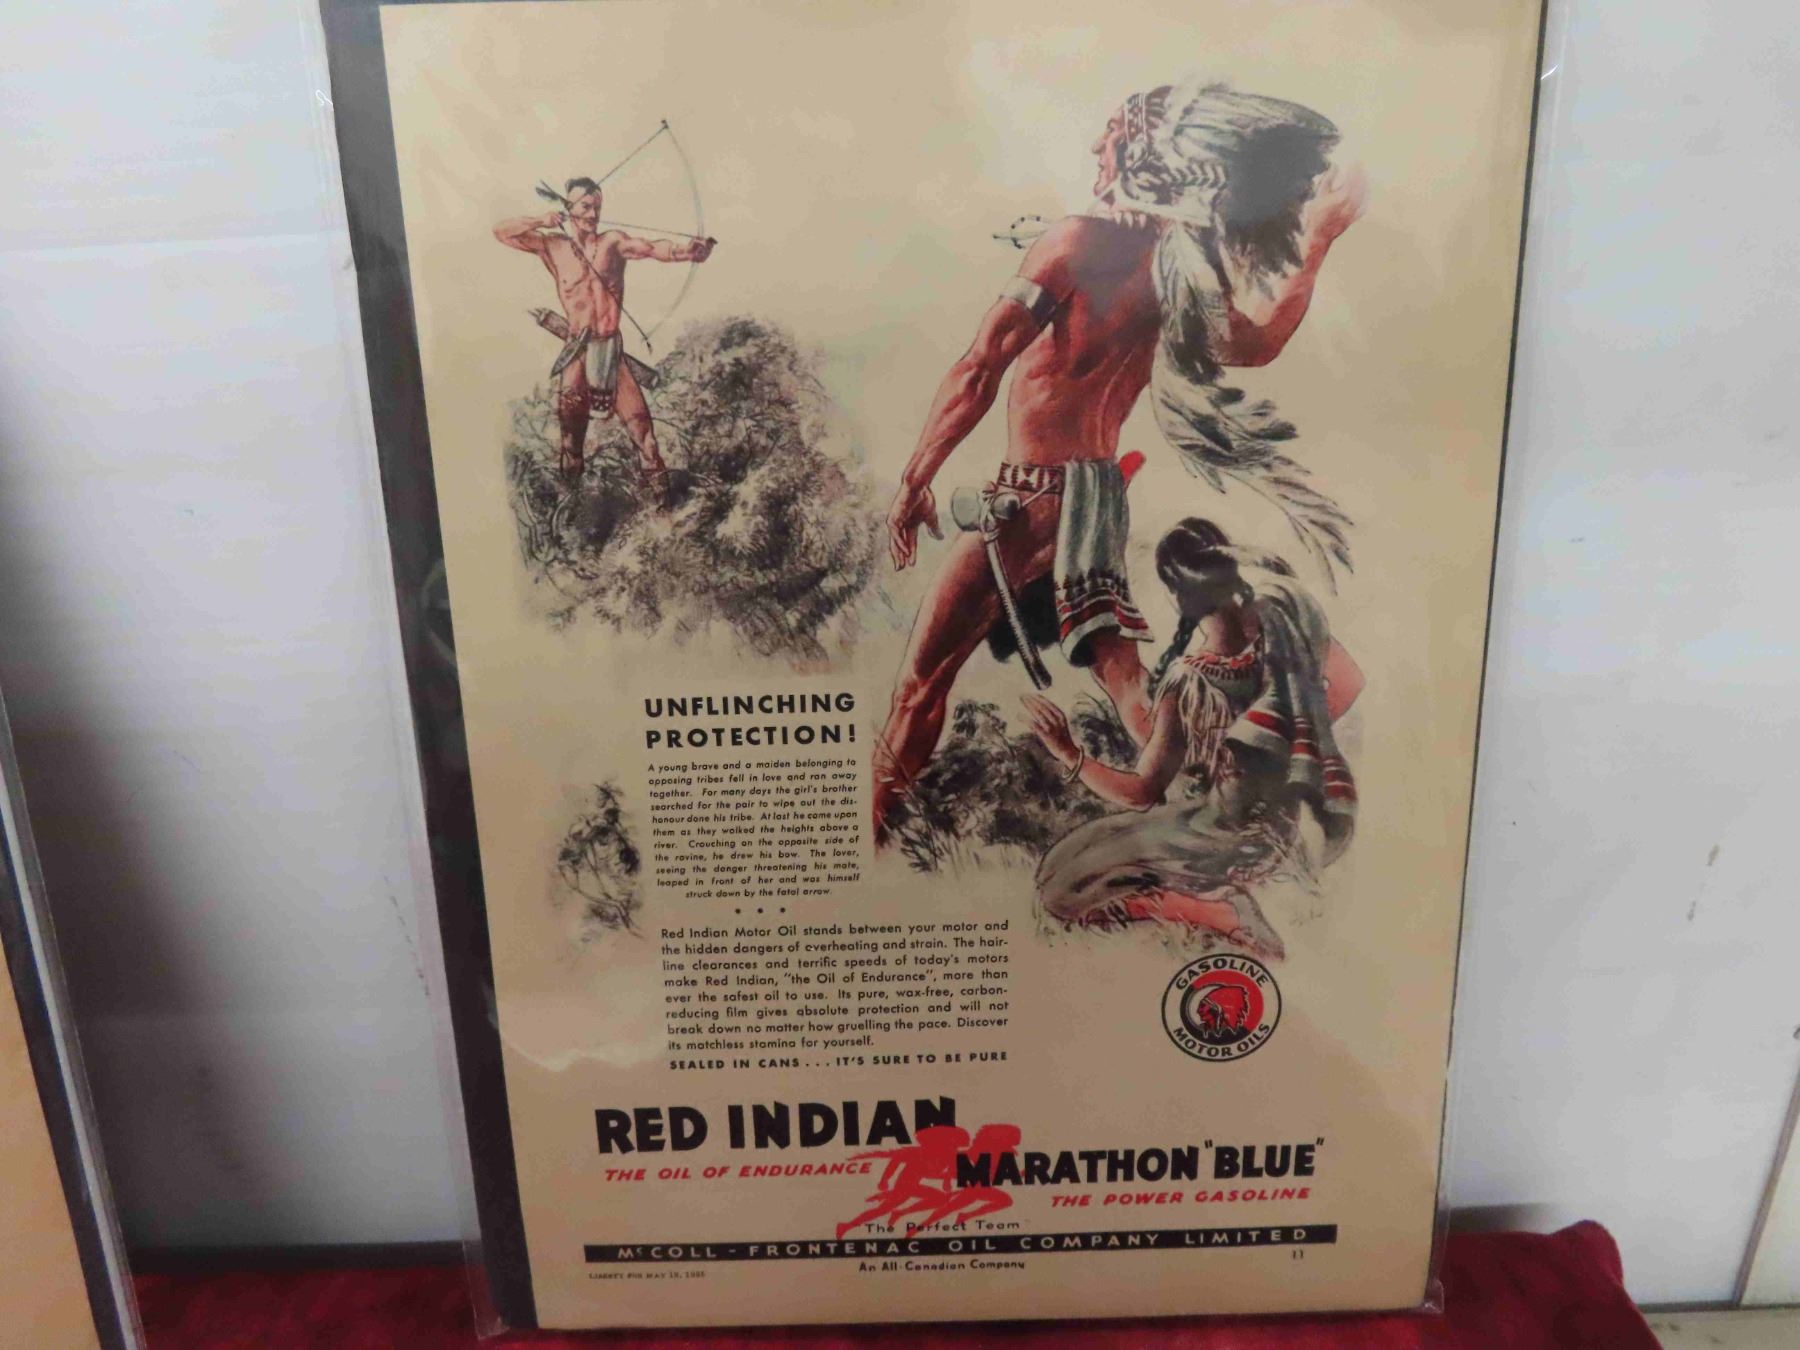 UNFLINCHING
PROTECTION!
A young brave and a maiden belonging to
opposing tribes fell in love and ran away
together. For many days the girl's brother
searched for the pair to wipe out the dis-
honour done his tribe. At last he came upon
them as they walked the heights above a
river. Crouching on the opposite side of
the ravine, he drew his bow. The lover,
seeing the danger threatening his mate,
leaped in front of her and was himself
struck down by the fatal arrow.
• • •
Red Indian Motor Oil stands between your motor and
the hidden dangers of overheating and strain. The hair-
line clearances and terrific speeds of today's motors
make Red Indian, "the Oil of Endurance", more than
ever the safest oil to use. Its pure, wax-free, carbon-
reducing film gives absolute protection and will not
break down no matter how gruelling the pace. Discover
its matchless stamina for yourself.
SEALED IN CANS . . . IT'S SURE TO BE PURE
GASOLINE
MOTOR OILS
RED INDIAN
THE OIL OF ENDURANCE
MARATHON "BLUE"
THE POWER GASOLINE
"The Perfect Team"
McCOLL-FRONTENAC OIL COMPANY LIMITED
An All-Canadian Company
11
LIBERTY FOR MAY 18, 1935